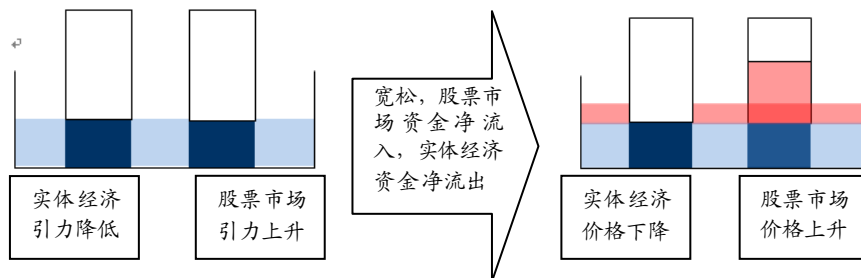 宽松，股票市
场资金净流
入，实体经济
资金净流出
实体经济
引力降低
股票市场
引力上升
实体经济
价格下降
股票市场
价格上升